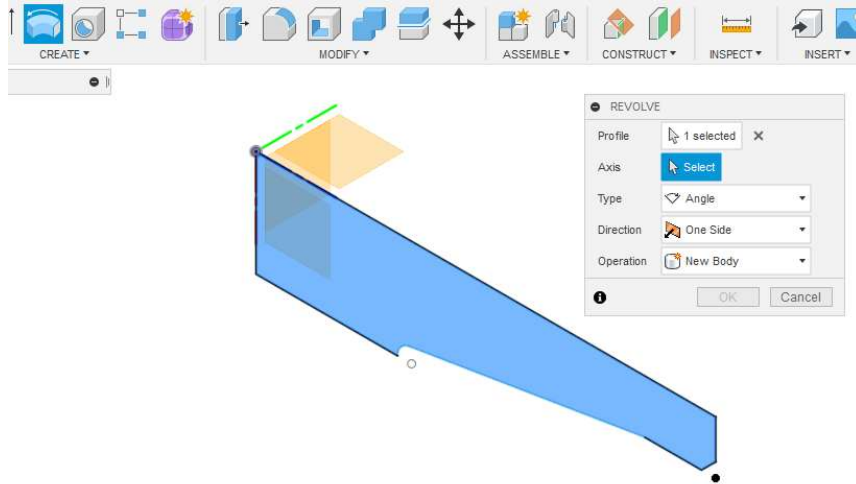 CREATE ▾ MODIFY ▾ ASSEMBLE ▾ CONSTRUCT ▾ INSPECT ▾ INSERT ▾
REVOLVE
Profile 1 selected
Axis Select
Type Angle
Direction One Side
Operation New Body
OK Cancel